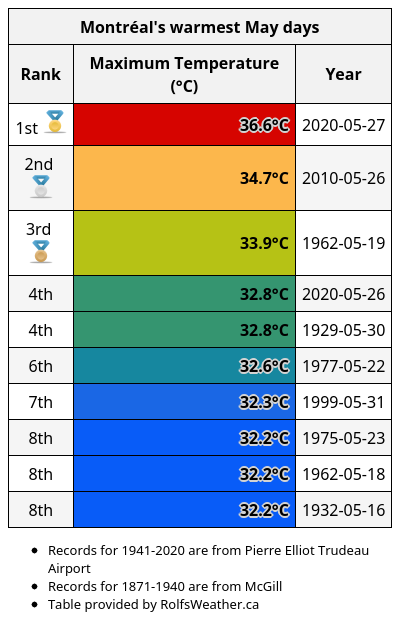 Montréal's warmest May days
Rank Maximum Temperature (°C) Year
1st 36.6°C 2020-05-27
2nd 34.7°C 2010-05-26
3rd 33.9°C 1962-05-19
4th 32.8°C 2020-05-26
4th 32.8°C 1929-05-30
6th 32.6°C 1977-05-22
7th 32.3°C 1999-05-31
8th 32.2°C 1975-05-23
8th 32.2°C 1962-05-18
8th 32.2°C 1932-05-16
• Records for 1941-2020 are from Pierre Elliot Trudeau
Airport
• Records for 1871-1940 are from McGill
• Table provided by RolfsWeather.ca